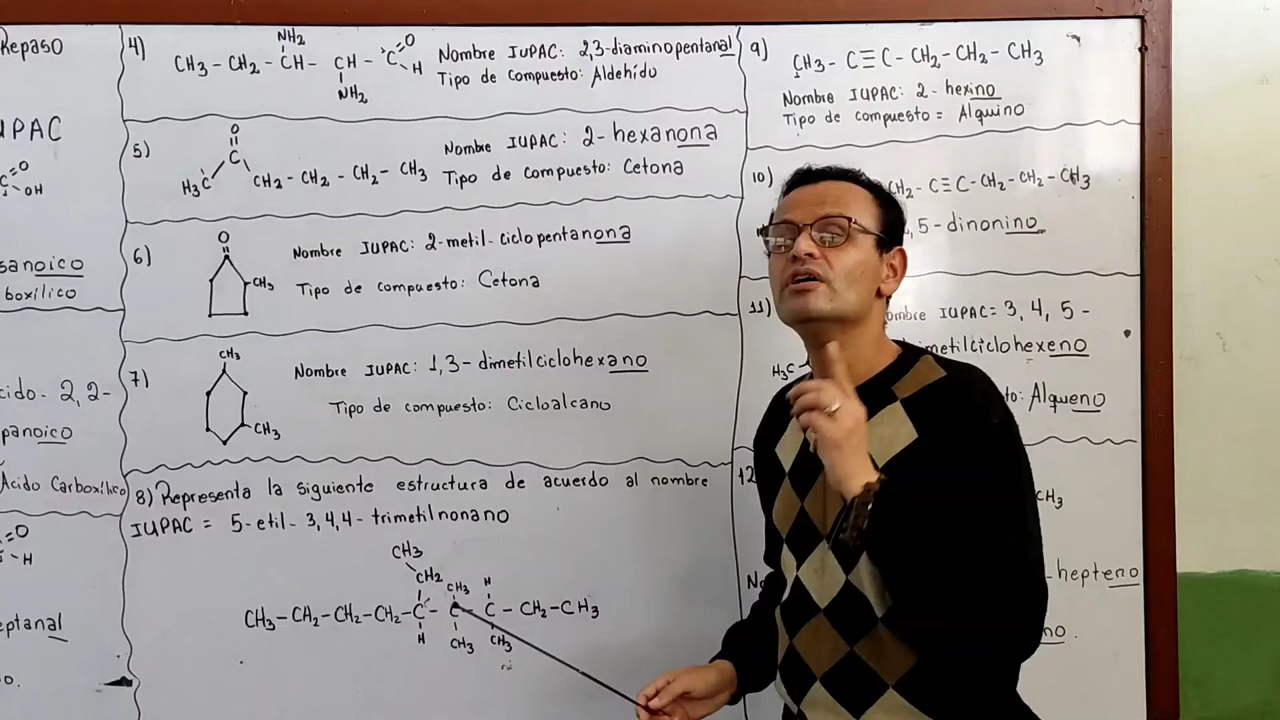 Repaso
UPAC
C=O
OH
sanoico
boxílico
cido - 2,2-
panoico
Ácido Carboxílico
=O
-H
eptanal
o.
4)
NH2
CH3 - CH2 - CH - CH - C=O
H
NH2
Nombre IUPAC: 2,3-diaminopentanal
Tipo de compuesto: Aldehído
5)
O
C
H3C
CH2 - CH2 - CH2 - CH3
Nombre IUPAC: 2-hexanona
Tipo de compuesto: Cetona
6)
O
CH3
Nombre IUPAC: 2-metil-ciclopentanona
Tipo de compuesto: Cetona
7)
CH3
CH3
Nombre IUPAC: 1,3-dimetilciclohexano
Tipo de compuesto: Cicloalcano
8) Representa la siguiente estructura de acuerdo al nombre
IUPAC = 5-etil-3,4,4-trimetilnonano
CH3
CH2
CH3 H
CH3-CH2-CH2-CH2-C-C-C-CH2-CH3
H CH3 CH3
9)
CH3 - C≡C - CH2 - CH2 - CH3
Nombre IUPAC: 2-hexino
Tipo de compuesto = Alquino
10)
CH2 - C≡C-CH2-CH2-CH3
,5-dinonino
11)
ombre IUPAC = 3, 4, 5 -
imetilciclohexeno
H3C
to: Alqueno
12
CH3
No
-hepteno
no.